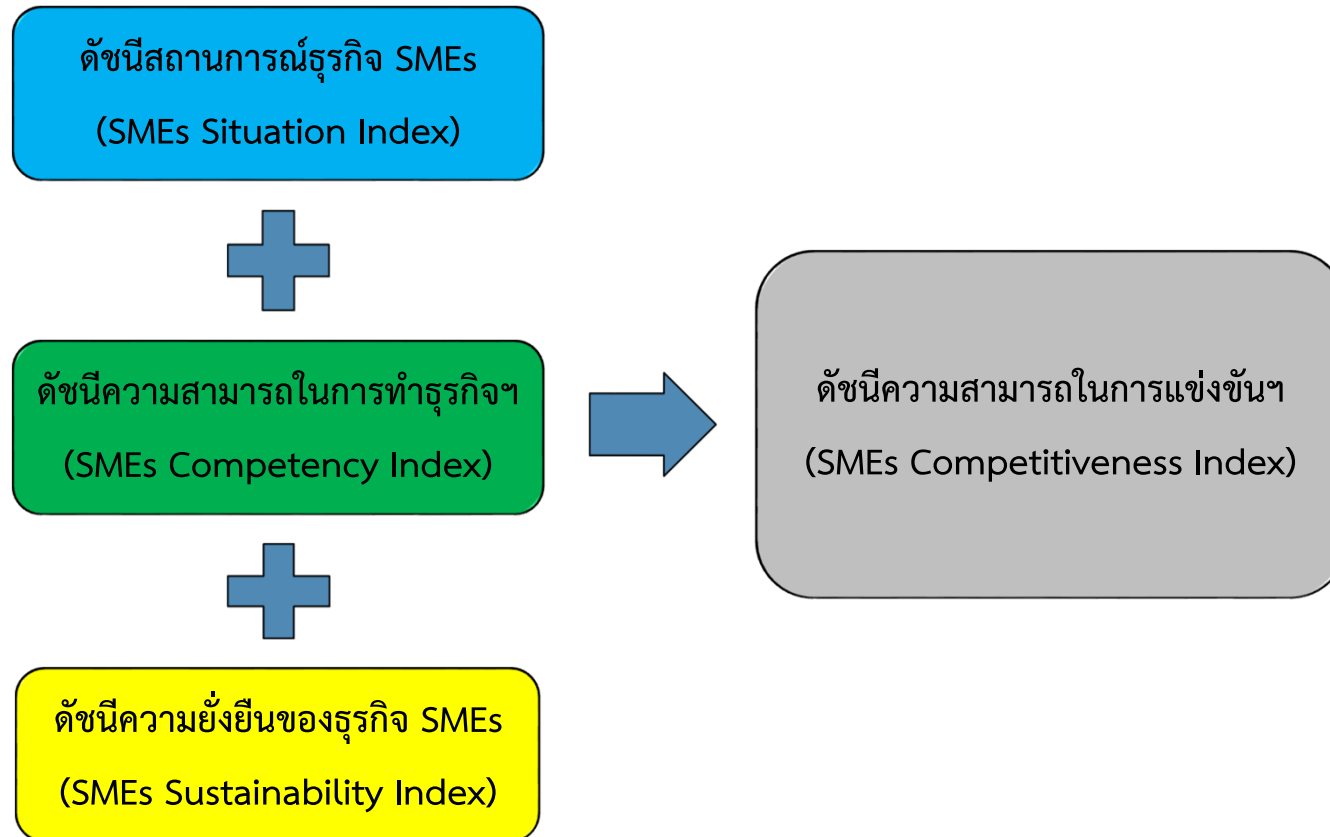 ดัชนีสถานการณ์ธุรกิจ SMEs
(SMEs Situation Index)
ดัชนีความสามารถในการทำธุรกิจฯ
(SMEs Competency Index)
ดัชนีความยั่งยืนของธุรกิจ SMEs
(SMEs Sustainability Index)
ดัชนีความสามารถในการแข่งขันฯ
(SMEs Competitiveness Index)